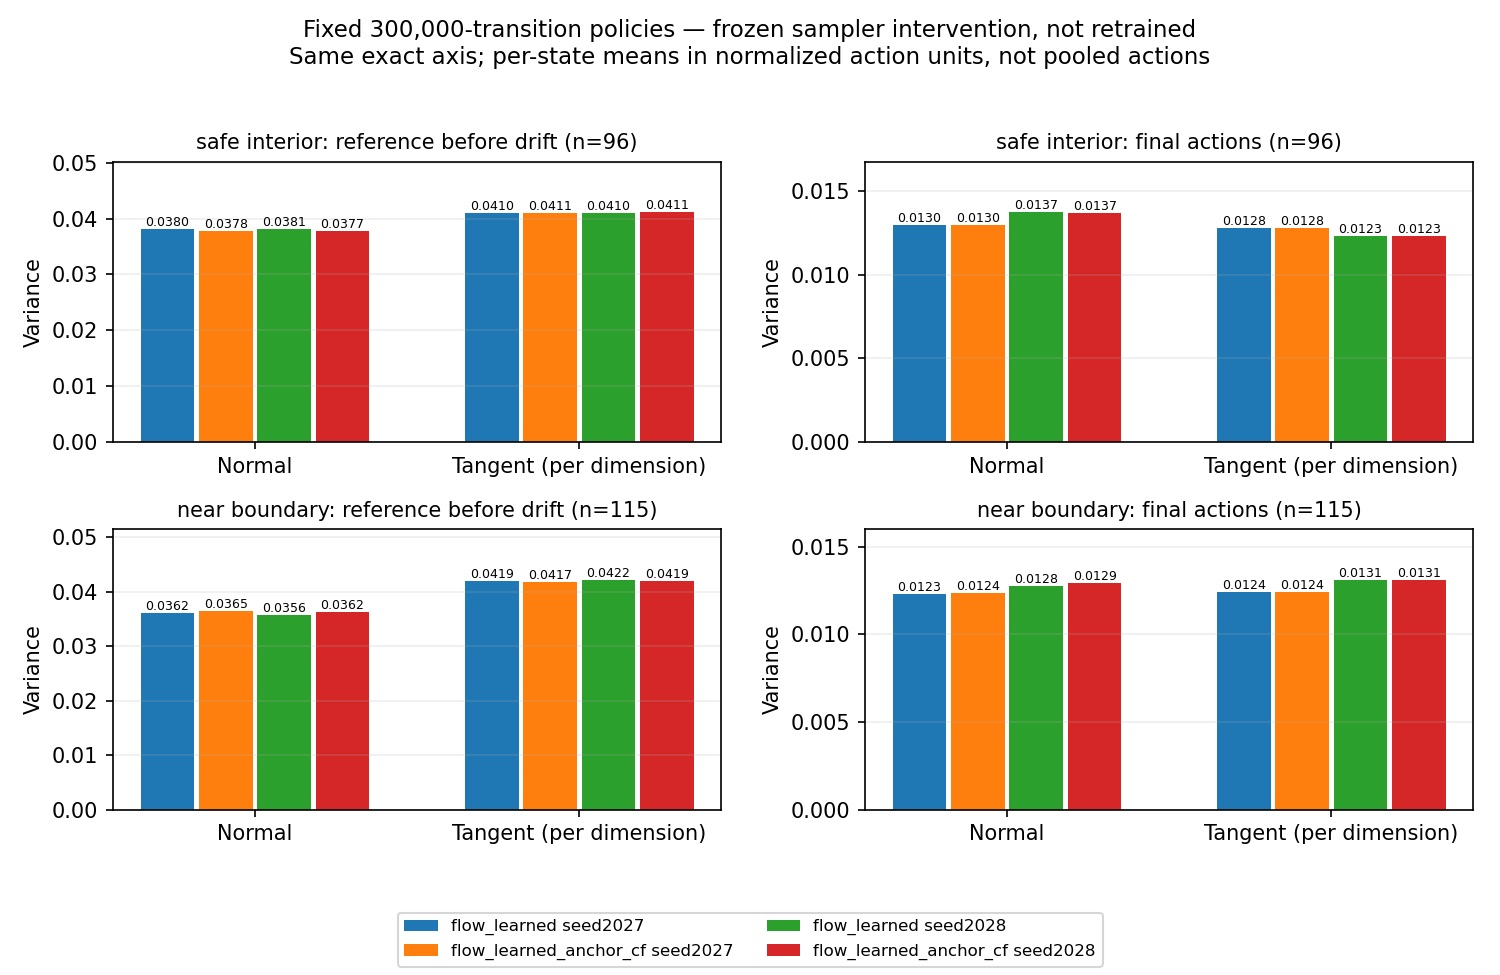 Fixed 300,000-transition policies — frozen sampler intervention, not retrained
Same exact axis; per-state means in normalized action units, not pooled actions
safe interior: reference before drift (n=96)
Variance
0.05
0.04
0.03
0.02
0.01
0.00
0.0380
0.0378
0.0381
0.0377
0.0410
0.0411
0.0410
0.0411
Normal
Tangent (per dimension)
safe interior: final actions (n=96)
Variance
0.015
0.010
0.005
0.000
0.0130
0.0130
0.0137
0.0137
0.0128
0.0128
0.0123
0.0123
Normal
Tangent (per dimension)
near boundary: reference before drift (n=115)
Variance
0.05
0.04
0.03
0.02
0.01
0.00
0.0362
0.0365
0.0356
0.0362
0.0419
0.0417
0.0422
0.0419
Normal
Tangent (per dimension)
near boundary: final actions (n=115)
Variance
0.015
0.010
0.005
0.000
0.0123
0.0124
0.0128
0.0129
0.0124
0.0124
0.0131
0.0131
Normal
Tangent (per dimension)
flow_learned seed2027
flow_learned_anchor_cf seed2027
flow_learned seed2028
flow_learned_anchor_cf seed2028